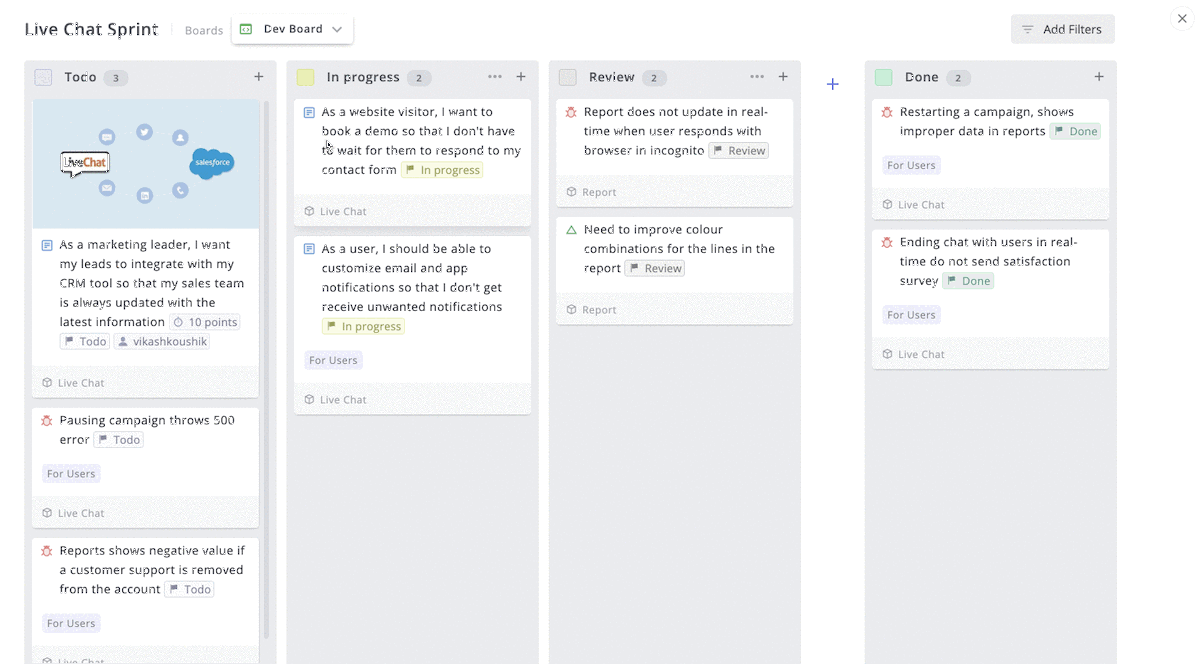 Live Chat Sprint
Boards
Dev Board
Add Filters
Todo 3
LiveChat
salesforce
As a marketing leader, I want
my leads to integrate with my
CRM tool so that my sales team
is always updated with the
latest information 10 points
Todo vikashkoushik
Live Chat
Pausing campaign throws 500
error Todo
For Users
Live Chat
Reports shows negative value if
a customer support is removed
from the account Todo
For Users
Live Chat
In progress 2
As a website visitor, I want to
book a demo so that I don't have
to wait for them to respond to my
contact form In progress
Live Chat
As a user, I should be able to
customize email and app
notifications so that I don't get
receive unwanted notifications
In progress
For Users
Live Chat
Review 2
Report does not update in real-
time when user responds with
browser in incognito Review
Report
Need to improve colour
combinations for the lines in the
report Review
Report
Done 2
Restarting a campaign, shows
improper data in reports Done
For Users
Live Chat
Ending chat with users in real-
time do not send satisfaction
survey Done
For Users
Live Chat